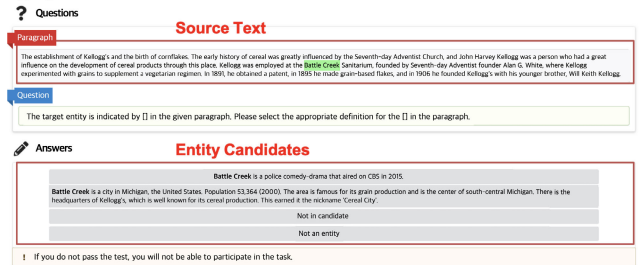 ? Questions
Source Text
Paragraph
The establishment of Kellogg's and the birth of cornflakes. The early history of cereal was greatly influenced by the Seventh-day Adventist Church, and John Harvey Kellogg was a person who had a great
influence on the development of cereal products through this place. Kellogg was employed at the Battle Creek Sanitarium, founded by Seventh-day Adventist founder Alan G. White, where Kellogg
experimented with grains to supplement a vegetarian regimen. In 1891, he obtained a patent, in 1895 he made grain-based flakes, and in 1906 he founded Kellogg's with his younger brother, Will Keith Kellogg.
Question
The target entity is indicated by [] in the given paragraph. Please select the appropriate definition for the [] in the paragraph.
Answers
Entity Candidates
Battle Creek is a police comedy-drama that aired on CBS in 2015.
Battle Creek is a city in Michigan, the United States. Population 53,364 (2000). The area is famous for its grain production and is the center of south-central Michigan. There is the
headquarters of Kellogg's, which is well known for its cereal production. This earned it the nickname 'Cereal City'.
Not in candidate
Not an entity
! If you do not pass the test, you will not be able to participate in the task.